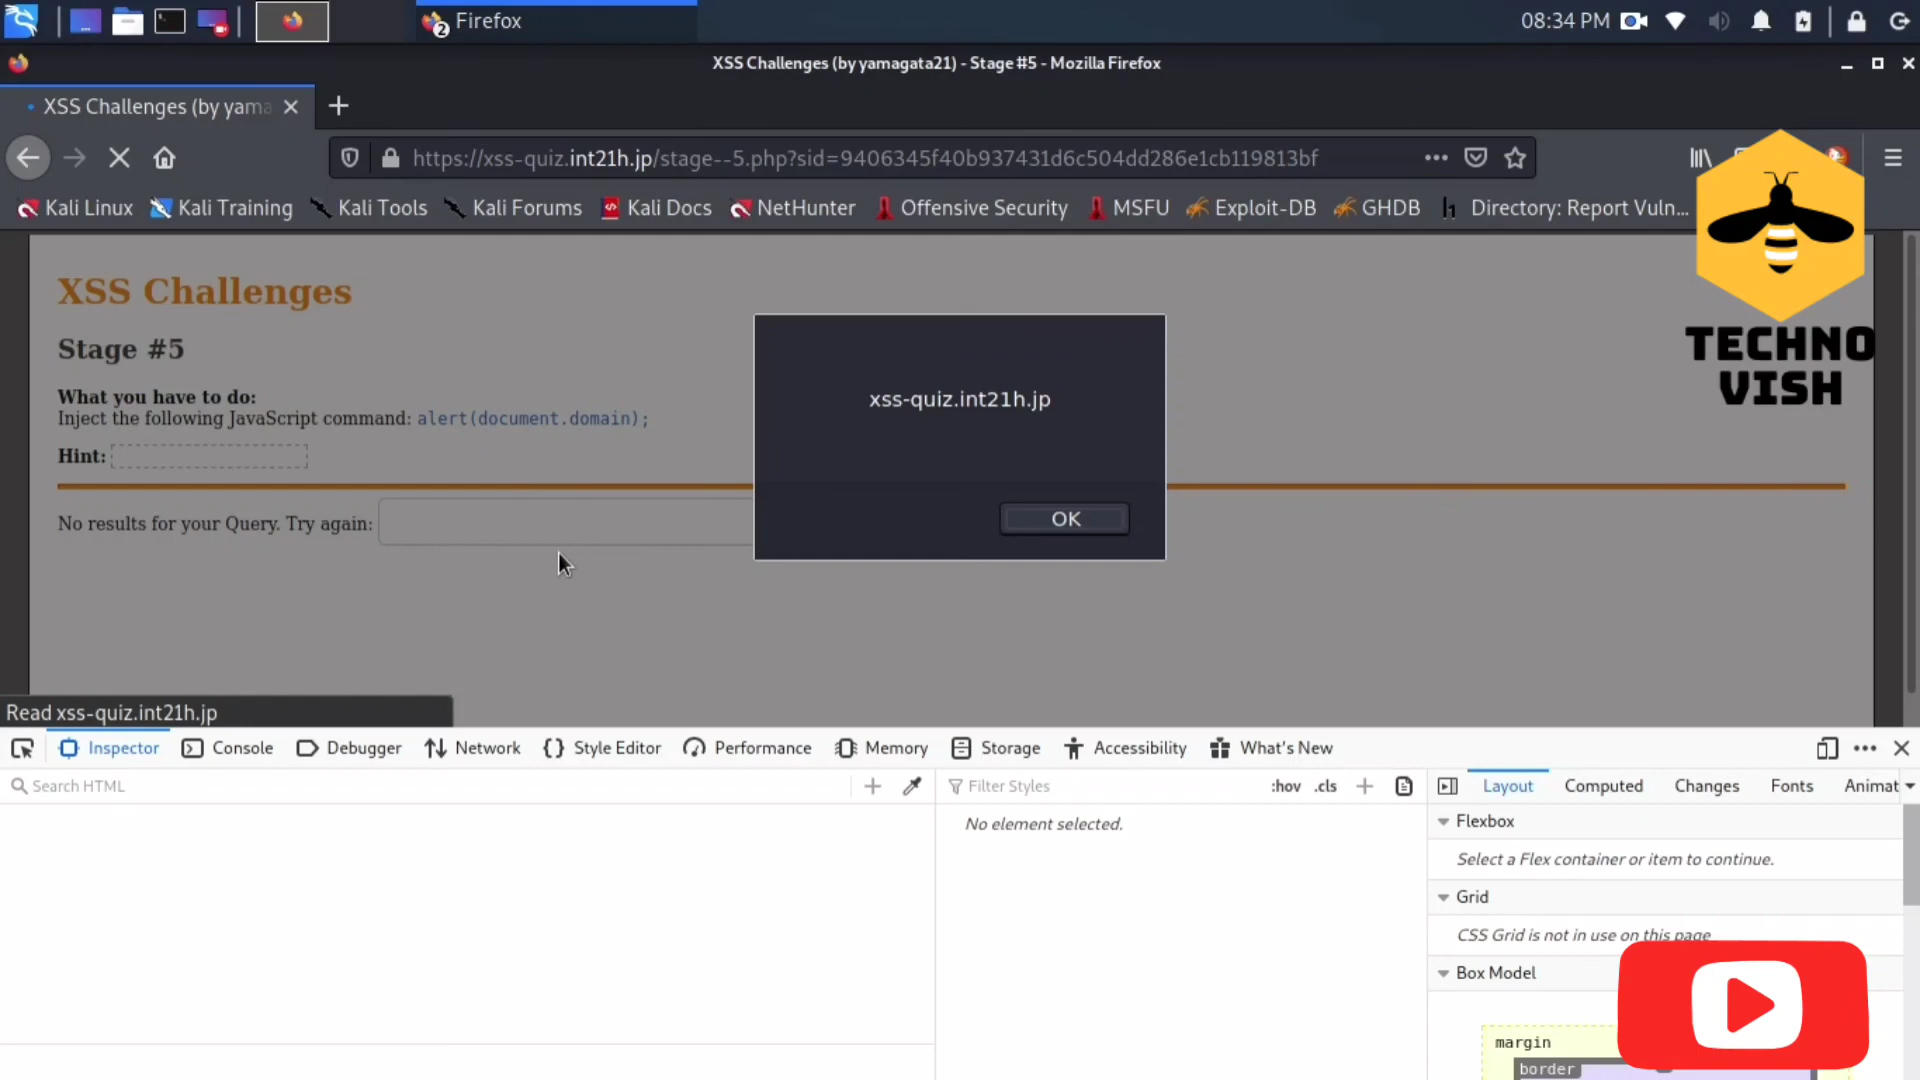 2 Firefox
08:34 PM
XSS Challenges (by yamagata21) - Stage #5 - Mozilla Firefox
XSS Challenges (by yama
https://xss-quiz.int21h.jp/stage--5.php?sid=9406345f40b937431d6c504dd286e1cb119813bf
Kali Linux Kali Training Kali Tools Kali Forums Kali Docs NetHunter Offensive Security MSFU Exploit-DB GHDB Directory: Report Vuln...
TECHNO
VISH
XSS Challenges
Stage #5
What you have to do:
Inject the following JavaScript command: alert(document.domain);
Hint:
No results for your Query. Try again:
xss-quiz.int21h.jp
OK
Read xss-quiz.int21h.jp
Inspector Console Debugger Network Style Editor Performance Memory Storage Accessibility What's New
Search HTML
Filter Styles :hov .cls
Layout Computed Changes Fonts Animat
No element selected.
Flexbox
Select a Flex container or item to continue.
Grid
CSS Grid is not in use on this page
Box Model
margin
border